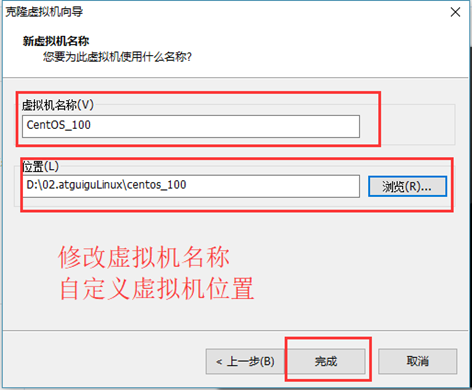 克隆虚拟机向导
新虚拟机名称
您要为此虚拟机使用什么名称?
虚拟机名称(V)
CentOS_100
位置(L)
D:\02.atguiguLinux\centos_100
浏览(R)...
修改虚拟机名称
自定义虚拟机位置
< 上一步(B)
完成
取消